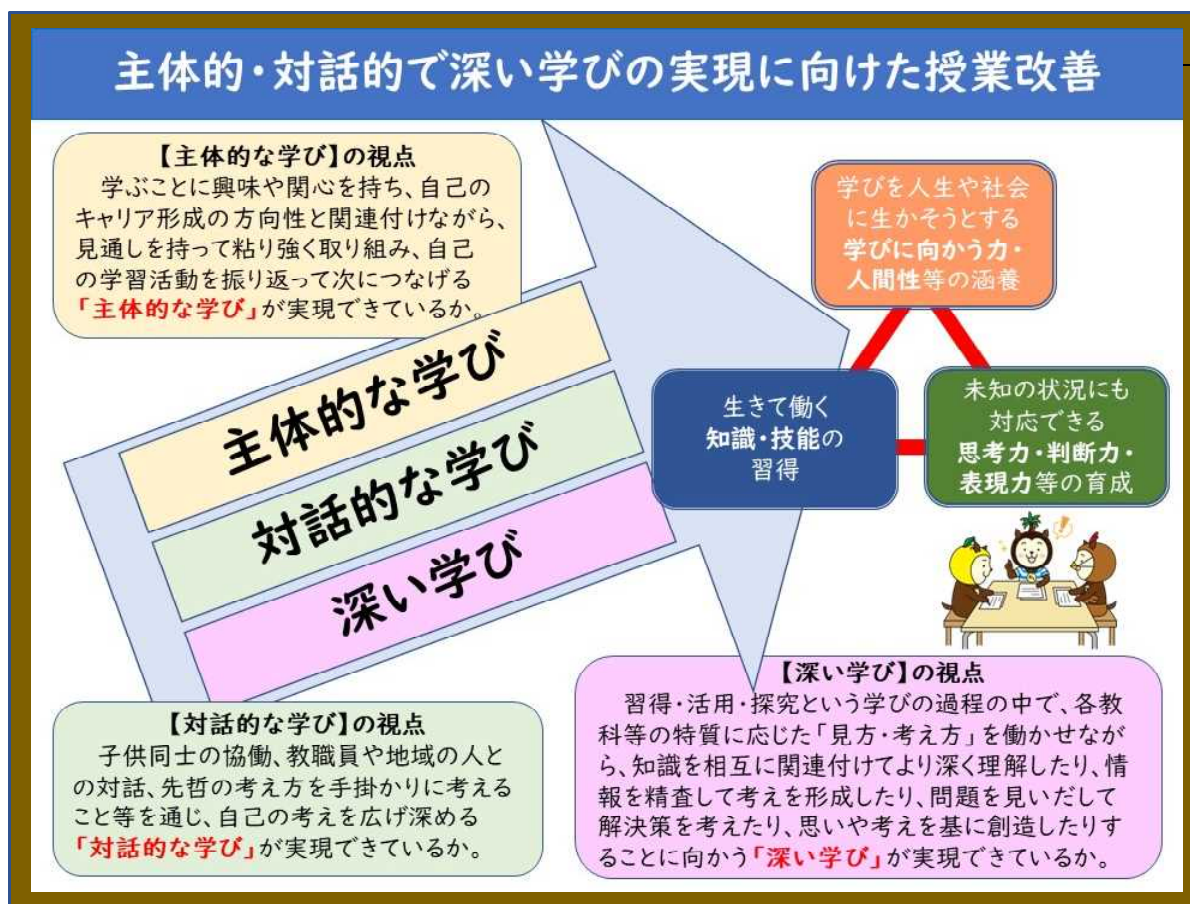 主体的・対話的で深い学びの実現に向けた授業改善
【主体的な学び】の視点
学ぶことに興味や関心を持ち、自己の
キャリア形成の方向性と関連付けながら、
見通しを持って粘り強く取り組み、自己
の学習活動を振り返って次につなげる
「主体的な学び」が実現できているか。
学びを人生や社会
に生かそうとする
学びに向かう力・
人間性等の涵養
生きて働く
知識・技能の
習得
未知の状況にも
対応できる
思考力・判断力・
表現力等の育成
主体的な学び
対話的な学び
深い学び
【対話的な学び】の視点
子供同士の協働、教職員や地域の人と
の対話、先哲の考え方を手掛かりに考える
こと等を通じ、自己の考えを広げ深める
「対話的な学び」が実現できているか。
【深い学び】の視点
習得・活用・探究という学びの過程の中で、各教
科等の特質に応じた「見方・考え方」を働かせなが
ら、知識を相互に関連付けてより深く理解したり、情
報を精査して考えを形成したり、問題を見いだして
解決策を考えたり、思いや考えを基に創造したりす
ることに向かう「深い学び」が実現できているか。